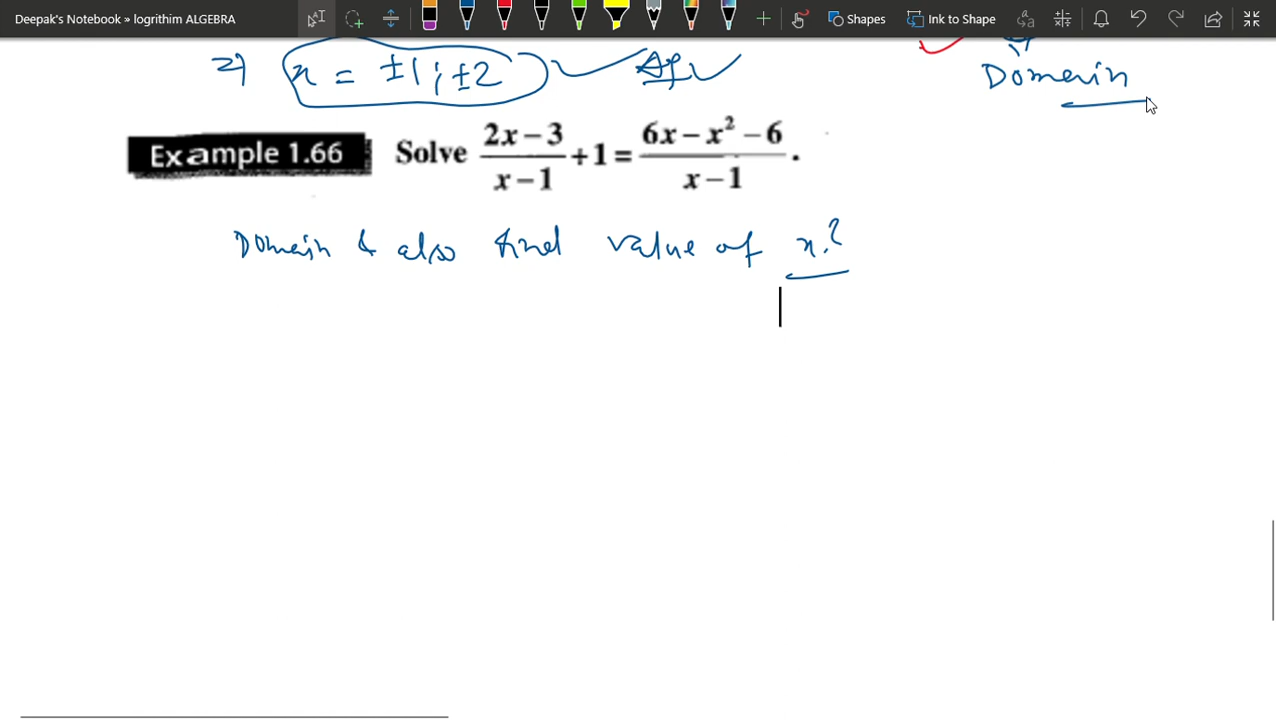 Deepak's Notebook » logrithim ALGEBRA
Shapes
Ink to Shape
⇒ x = ±1 ; ±2
Domain
Example 1.66 Solve (2x − 3)/(x − 1) + 1 = (6x − x² − 6)/(x − 1).
Domain & also find value of x?